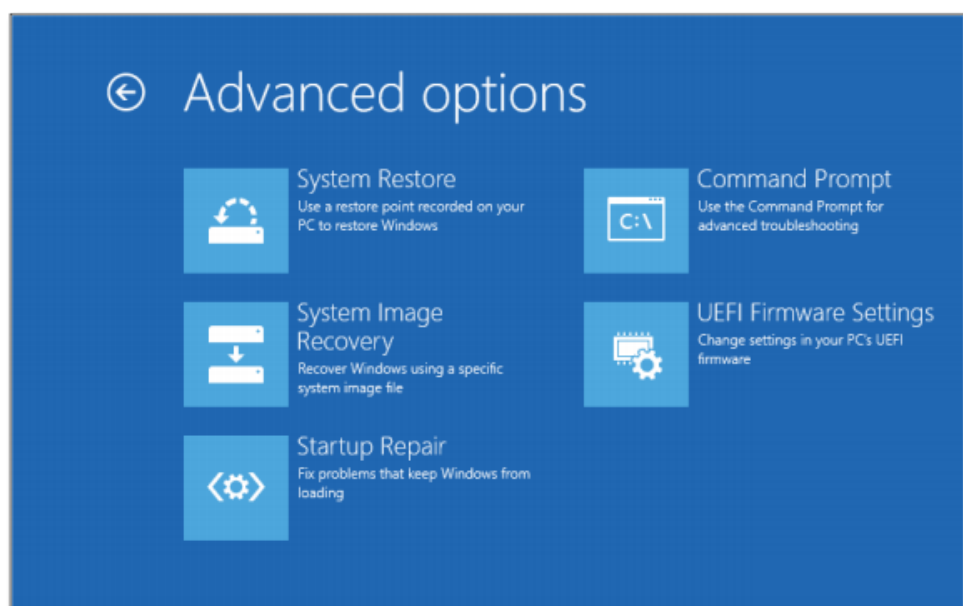 Advanced options
System Restore
Use a restore point recorded on your
PC to restore Windows
System Image
Recovery
Recover Windows using a specific
system image file
Startup Repair
Fix problems that keep Windows from
loading
C:\
Command Prompt
Use the Command Prompt for
advanced troubleshooting
UEFI Firmware Settings
Change settings in your PC's UEFI
firmware